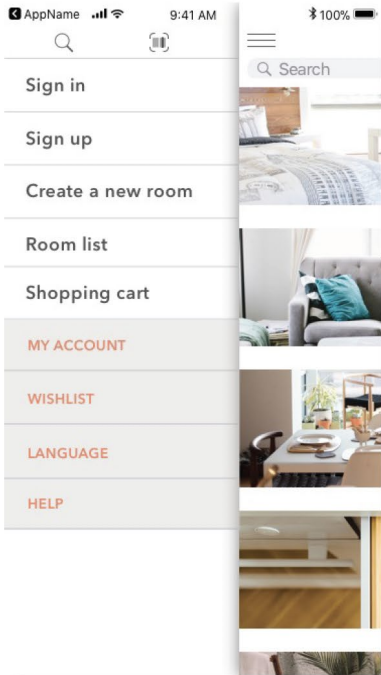 AppName 9:41 AM 100%
Search
Sign in
Sign up
Create a new room
Room list
Shopping cart
MY ACCOUNT
WISHLIST
LANGUAGE
HELP